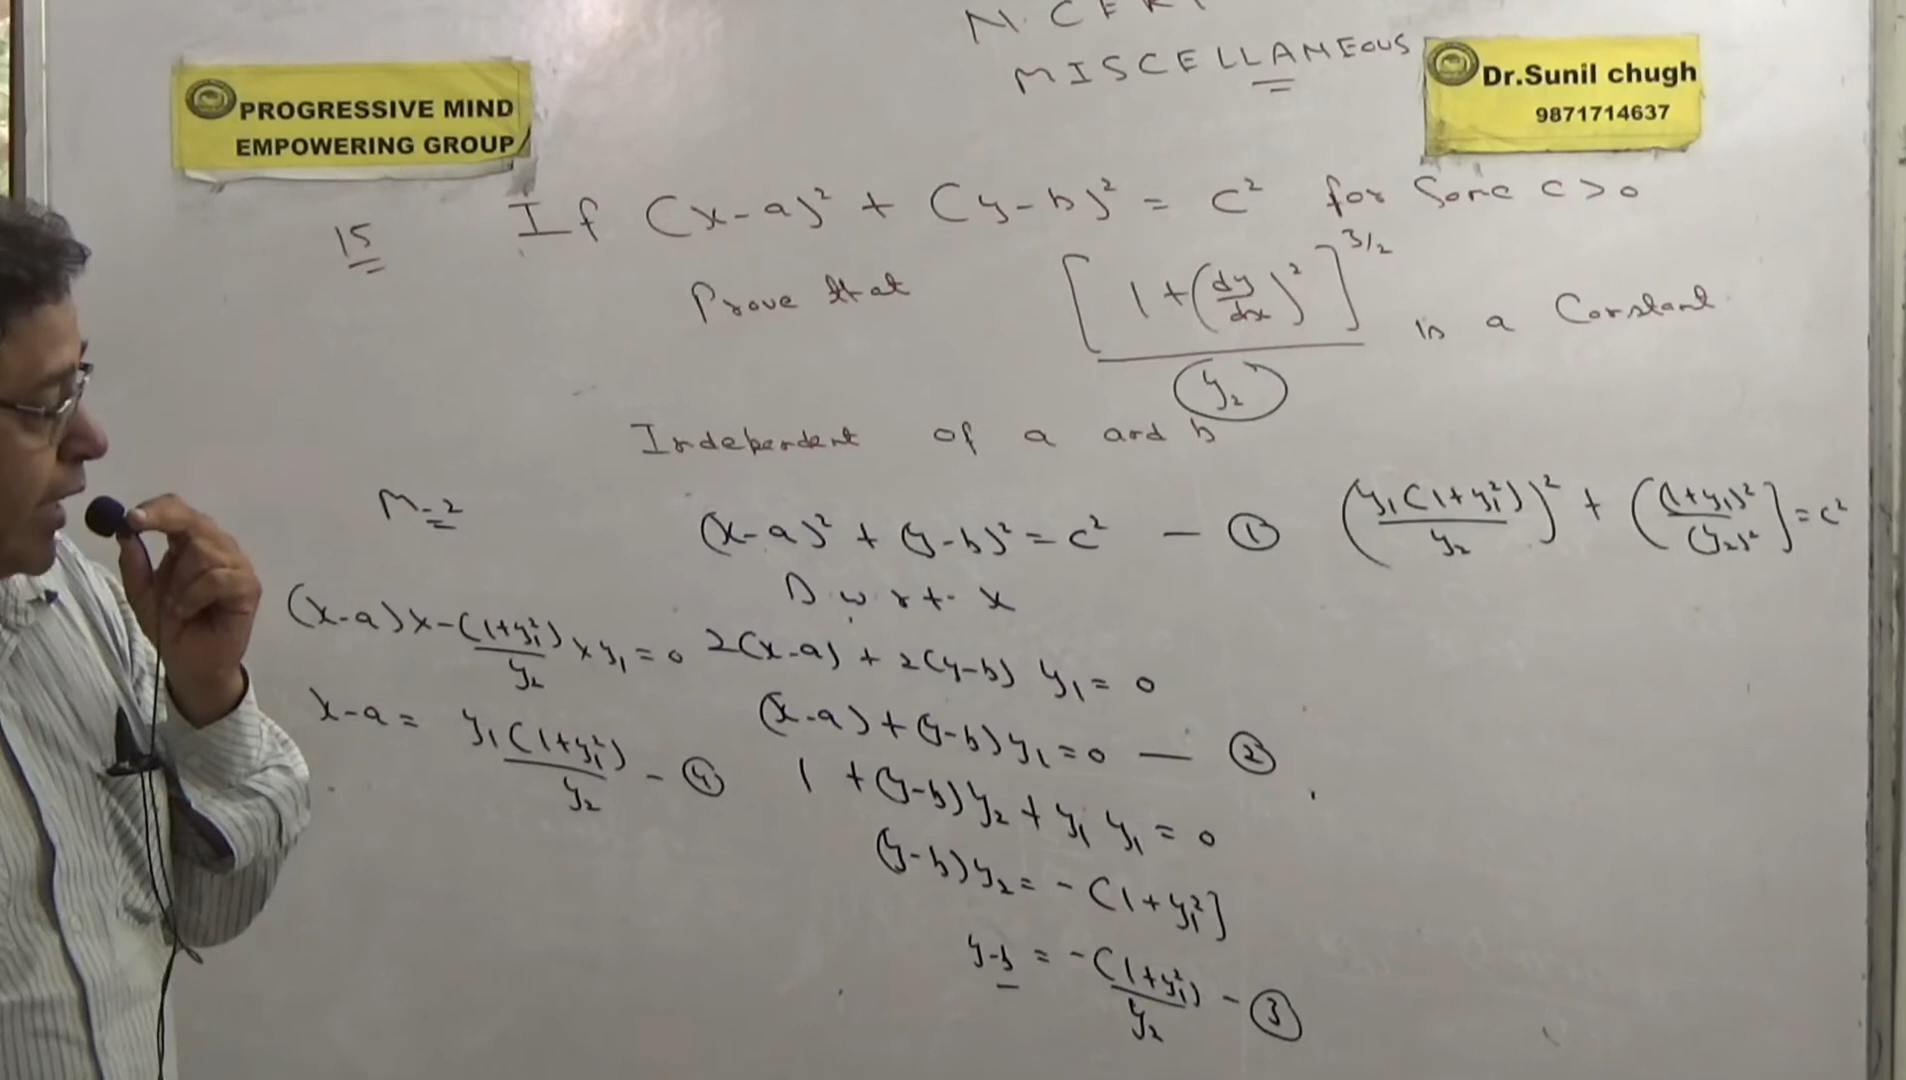 N.CER
MISCELLANEOUS
PROGRESSIVE MIND
EMPOWERING GROUP
Dr.Sunil chugh
9871714637
15 If (x-a)² + (y-b)² = c² for Some c>0
Prove that [1+(dy/dx)²]^3/2 / y₂ is a Constant
Independent of a and b
M-2
(x-a)² + (y-b)² = c² — ①
D w r t x
2(x-a) + 2(y-b) y₁ = 0
(x-a) + (y-b) y₁ = 0 — ②
1 + (y-b) y₂ + y₁ y₁ = 0
(y-b) y₂ = -(1+y₁²]
y-b = -(1+y₁²)/y₂ - ③
(x-a) x -(1+y₁²)/y₂ x y₁ = 0
x-a = y₁(1+y₁²)/y₂ - ④
(y₁(1+y₁²)/y₂)² + ((1+y₁)²/(y₂)²] = c²